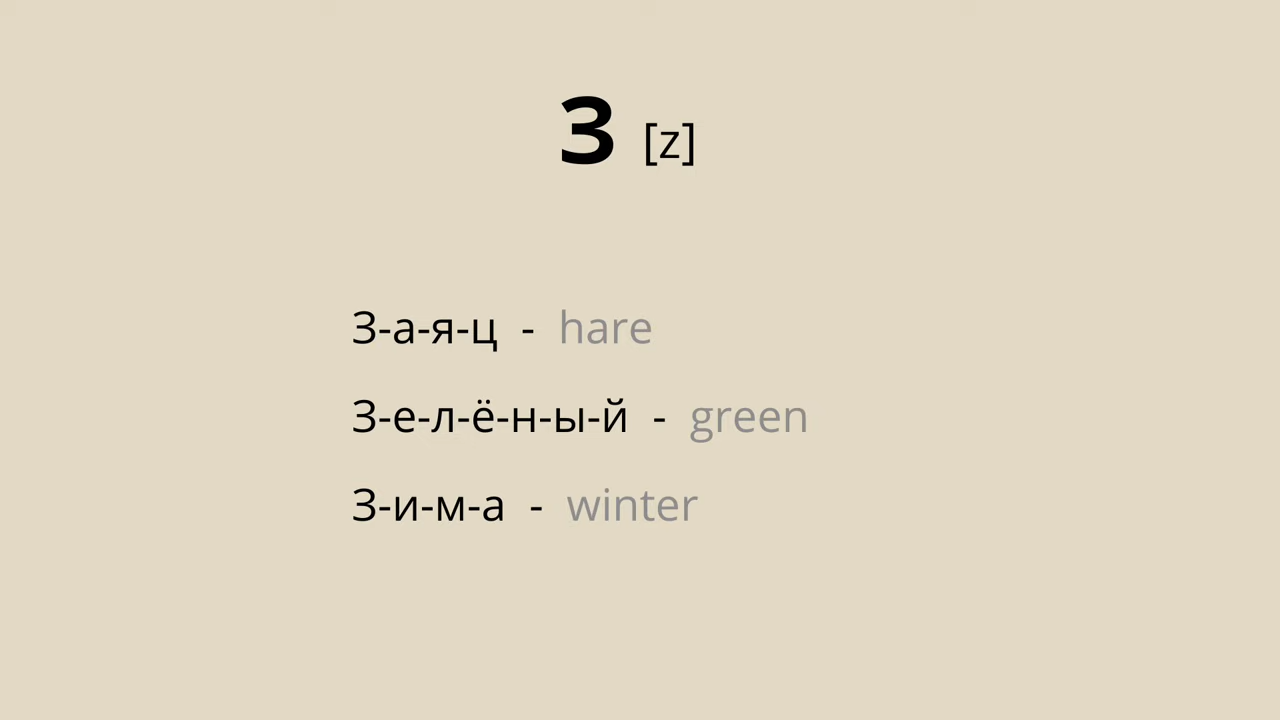 З [z]
З-а-я-ц - hare
З-е-л-ё-н-ы-й - green
З-и-м-а - winter